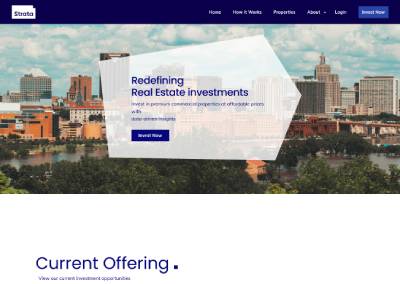 Strata
Home
How It Works
Properties
About
Login
Invest Now
Redefining
Real Estate investments
Invest in premium commercial properties at affordable prices
with
data-driven insights
Invest Now
Current Offering.
View our current investment opportunities